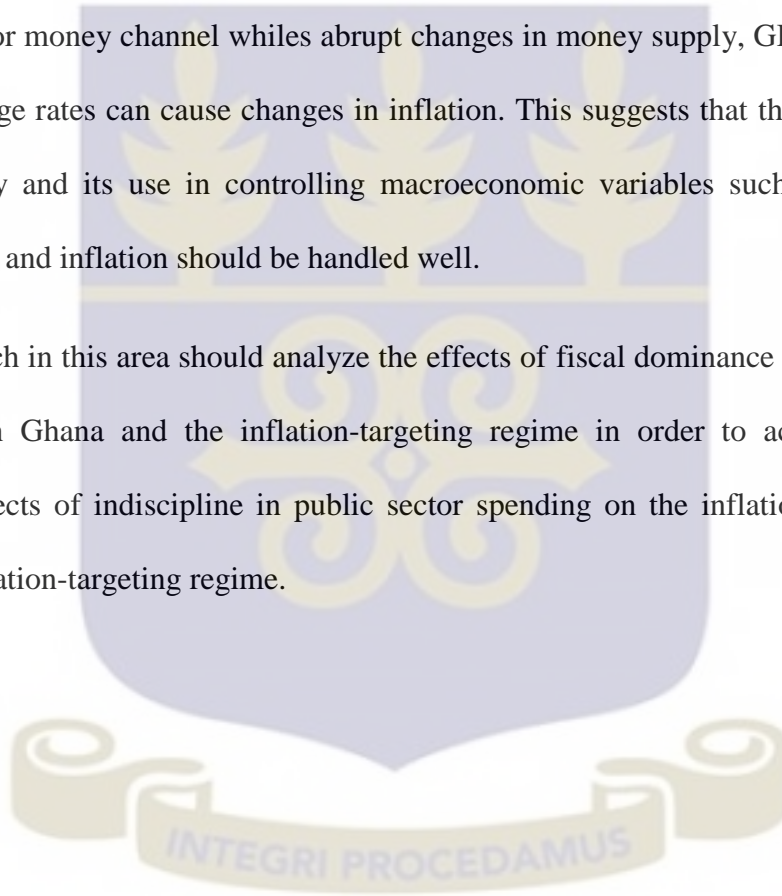 or money channel whiles abrupt changes in money supply,
ge rates can cause changes in inflation. This suggests that th
y and its use in controlling macroeconomic variables such
and inflation should be handled well.
ch in this area should analyze the effects of fiscal dominance
n Ghana and the inflation-targeting regime in order to ac
ects of indiscipline in public sector spending on the inflatio
ation-targeting regime.
INTEGRI PROCEDAMUS